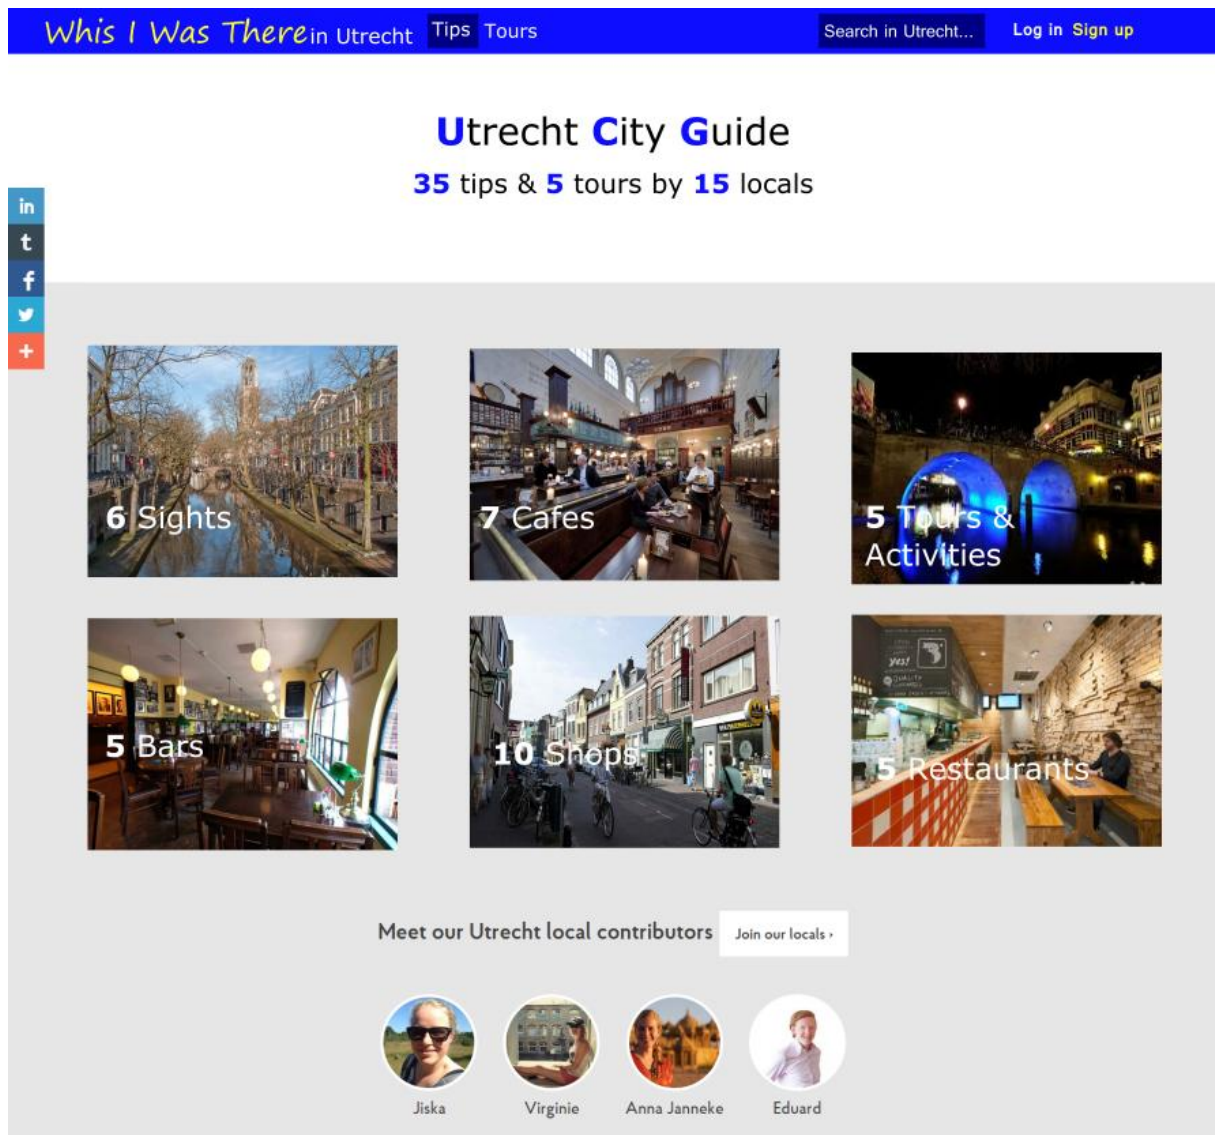 Whis I Was There in Utrecht Tips Tours Search in Utrecht... Log in Sign up
Utrecht City Guide
35 tips & 5 tours by 15 locals
in
t
f
+
6 Sights
7 Cafes
5 Tours &
Activities
5 Bars
10 Shops
yes!
QUALITY
5 Restaurants
Meet our Utrecht local contributors Join our locals ›
Jiska Virginie Anna Janneke Eduard